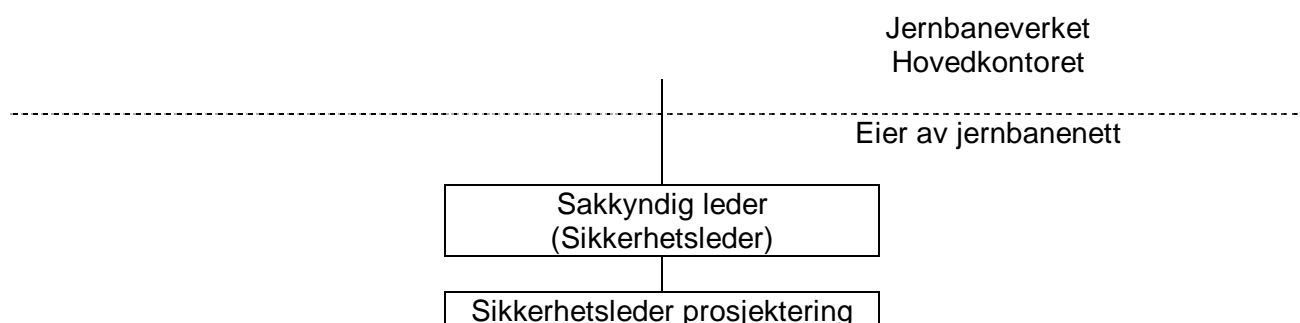 Jernbaneverket
Hovedkontoret
Eier av jernbanenett
Sakkyndig leder
(Sikkerhetsleder)
Sikkerhetsleder prosjektering